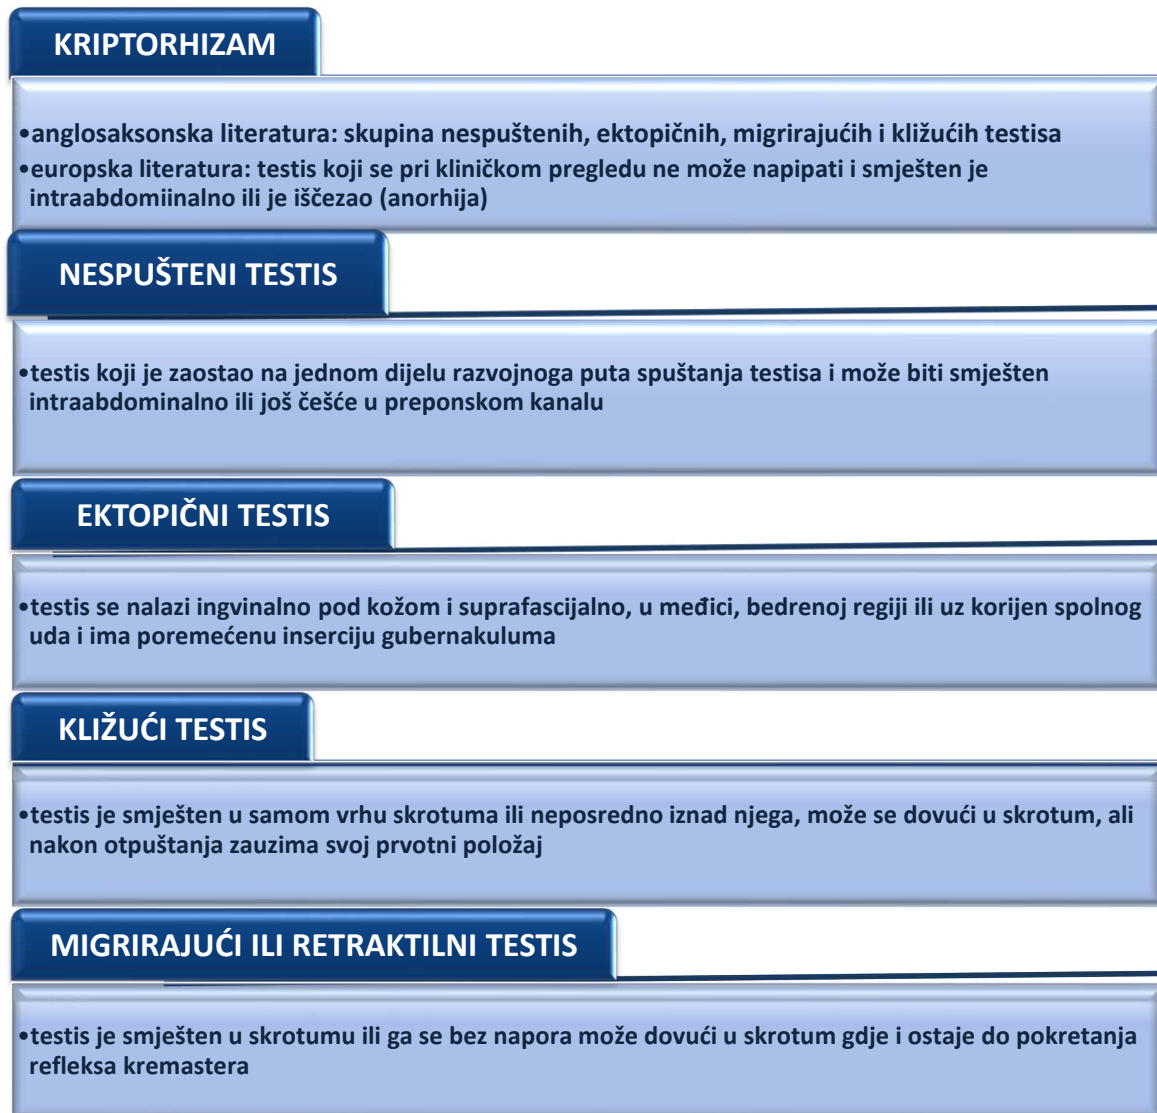 KRIPTORHIZAM
•anglosaksonska literatura: skupina nespuštenih, ektopičnih, migrirajućih i kližućih testisa
•europska literatura: testis koji se pri kliničkom pregledu ne može napipati i smješten je
intraabdomiinalno ili je iščezao (anorhija)
NESPUŠTENI TESTIS
•testis koji je zaostao na jednom dijelu razvojnoga puta spuštanja testisa i može biti smješten
intraabdominalno ili još češće u preponskom kanalu
EKTOPIČNI TESTIS
•testis se nalazi ingvinalno pod kožom i suprafascijalno, u međici, bedrenoj regiji ili uz korijen spolnog
uda i ima poremećenu inserciju gubernakuluma
KLIŽUĆI TESTIS
•testis je smješten u samom vrhu skrotuma ili neposredno iznad njega, može se dovući u skrotum, ali
nakon otpuštanja zauzima svoj prvotni položaj
MIGRIRAJUĆI ILI RETRAKTILNI TESTIS
•testis je smješten u skrotumu ili ga se bez napora može dovući u skrotum gdje i ostaje do pokretanja
refleksa kremastera